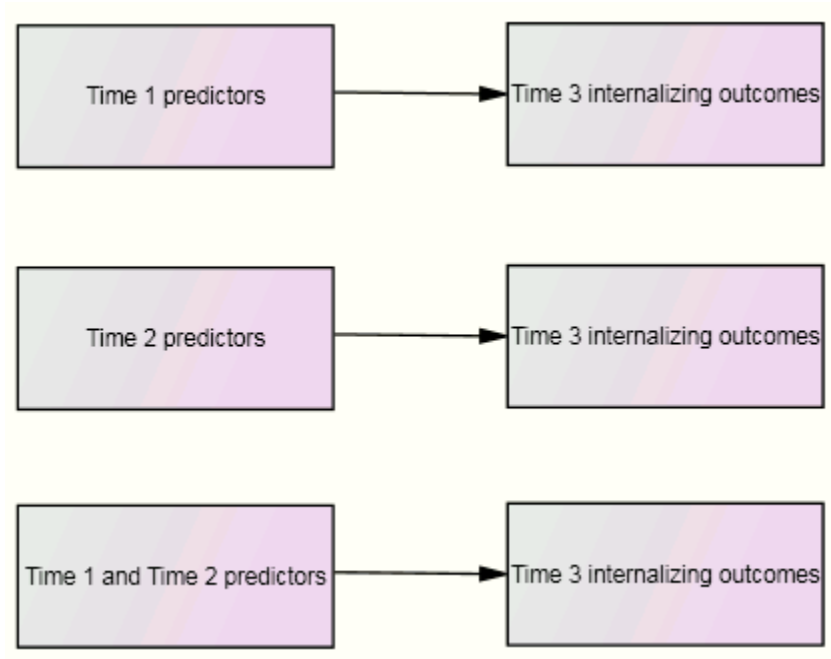 Time 1 predictors
Time 3 internalizing outcomes
Time 2 predictors
Time 3 internalizing outcomes
Time 1 and Time 2 predictors
Time 3 internalizing outcomes